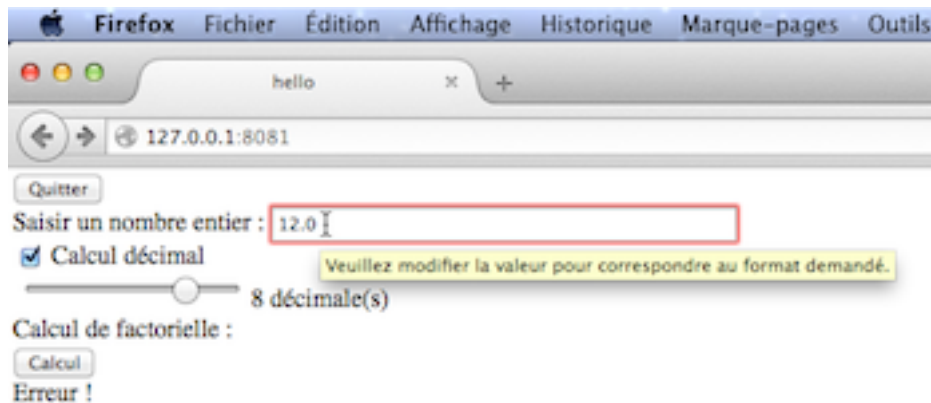 Firefox Fichier Édition Affichage Historique Marque-pages Outils
hello
127.0.0.1:8081
Quitter
Saisir un nombre entier : 12.0
Calcul décimal
Veuillez modifier la valeur pour correspondre au format demandé.
8 décimale(s)
Calcul de factorielle :
Calcul
Erreur !